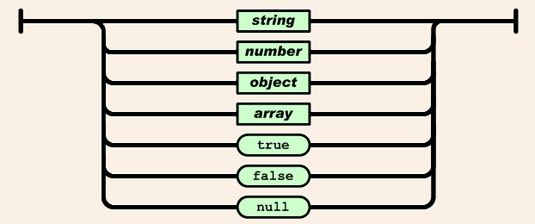 string
number
object
array
true
false
null